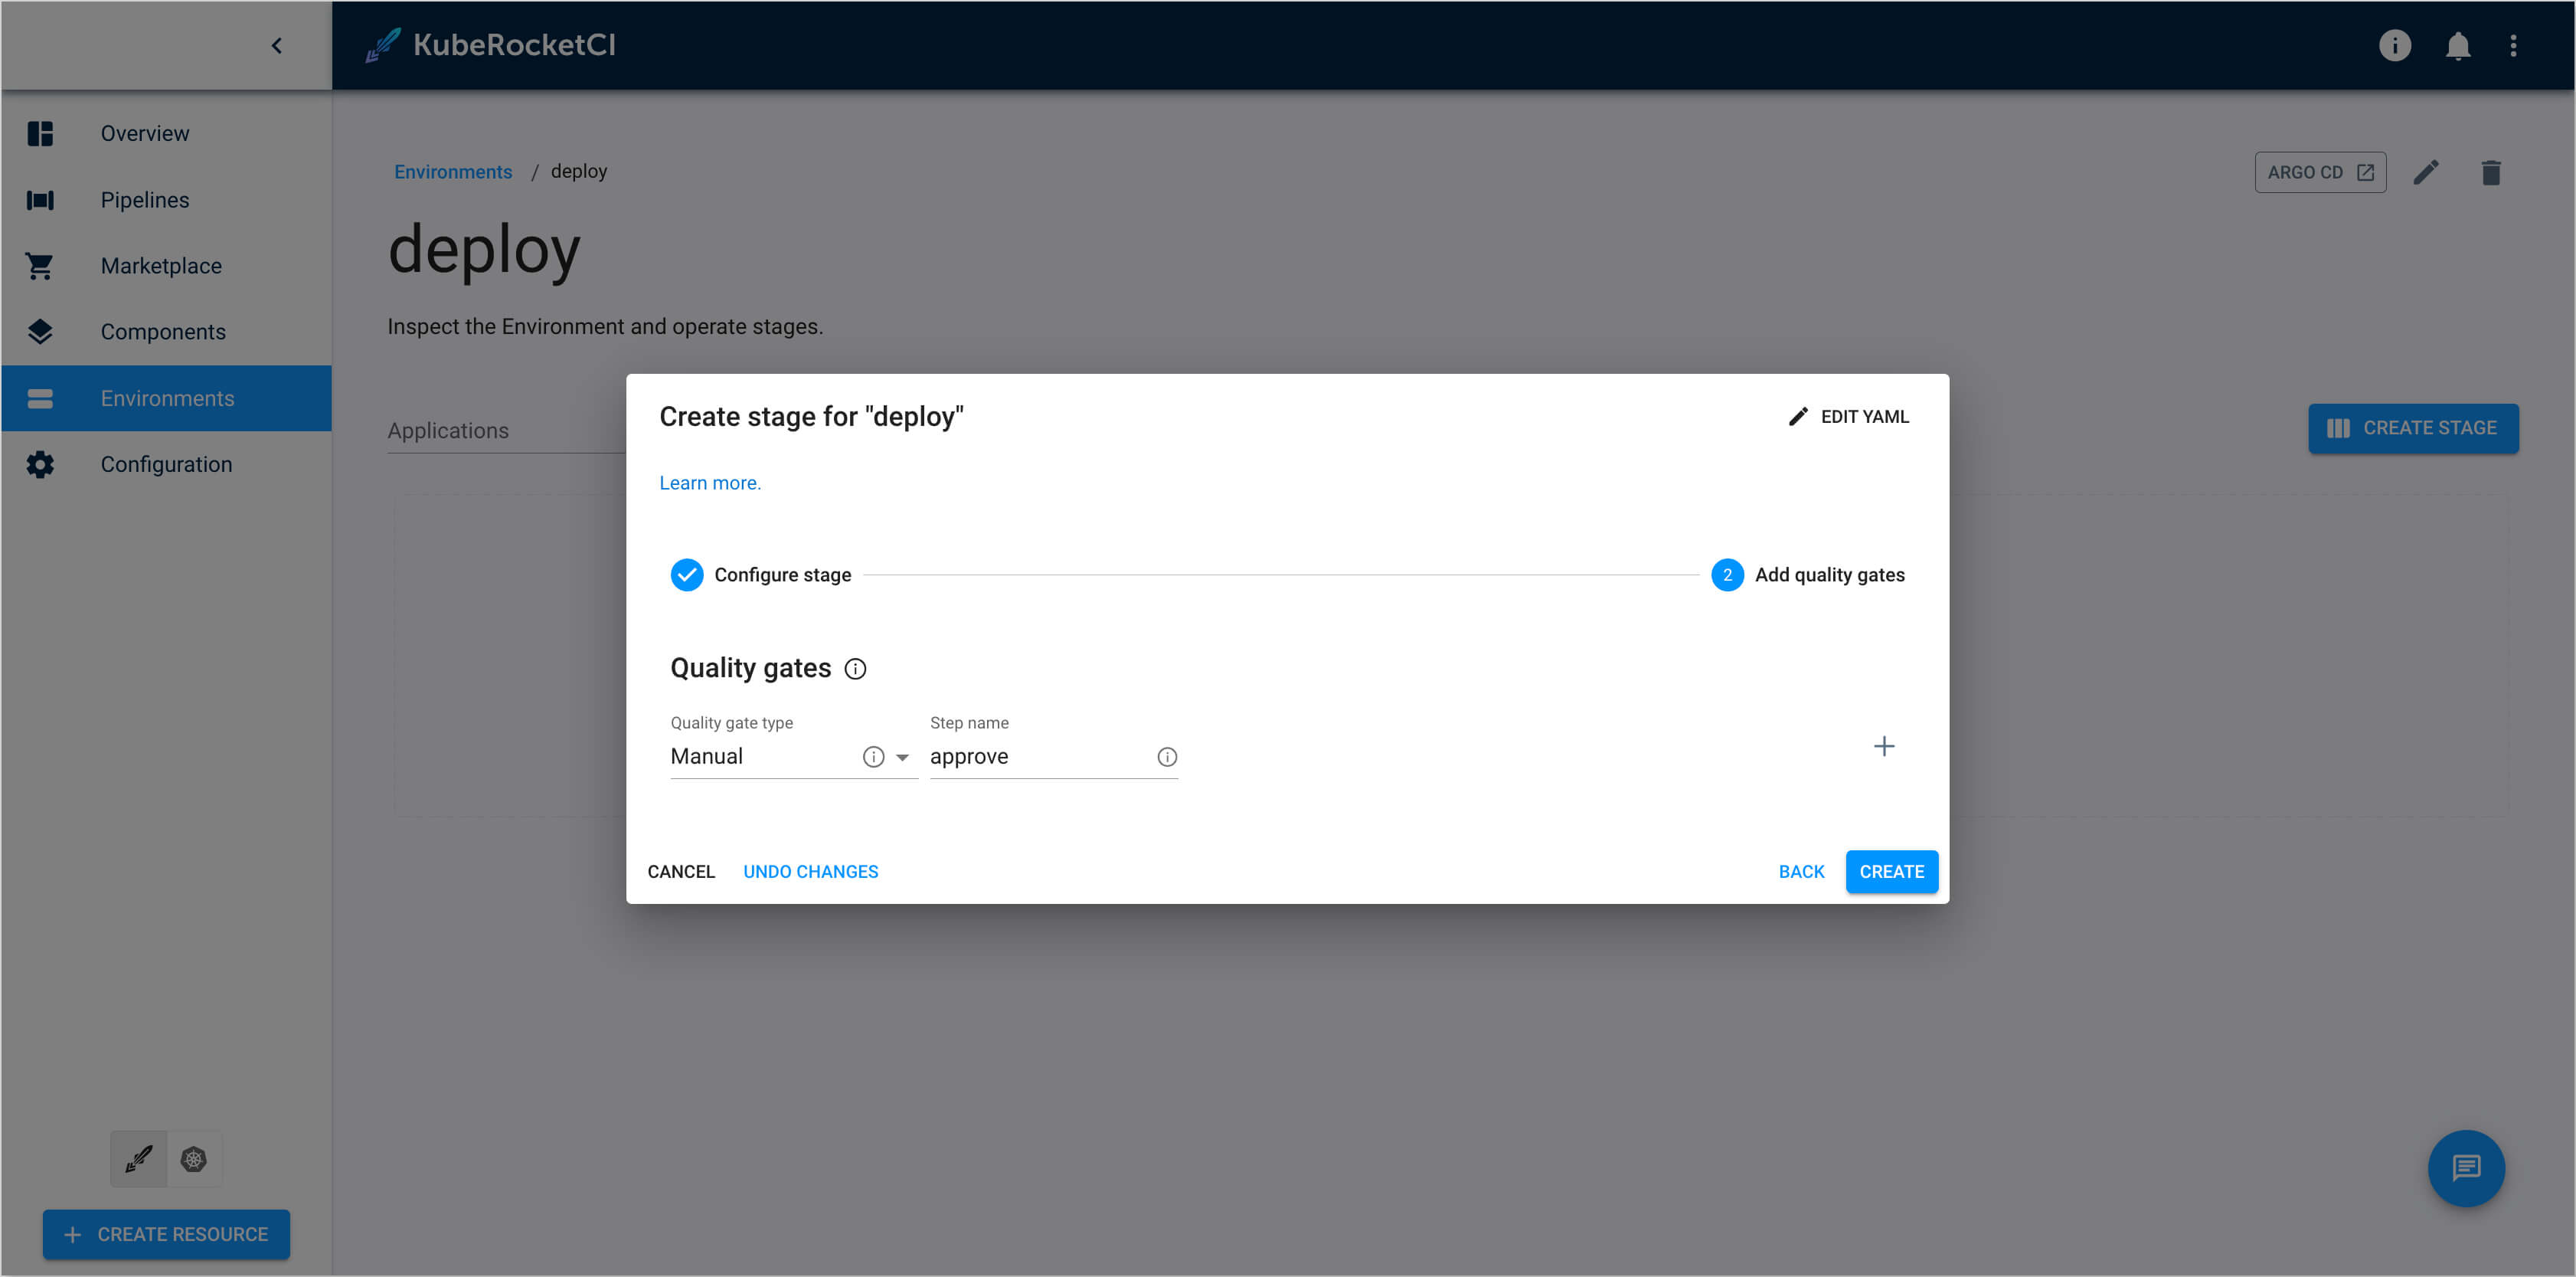 KubeRocketCI
Overview
Pipelines
Marketplace
Components
Environments
Configuration
CREATE RESOURCE
Environments / deploy
ARGO CD
deploy
Inspect the Environment and operate stages.
Applications
CREATE STAGE
Create stage for "deploy"
EDIT YAML
Learn more.
Configure stage
2 Add quality gates
Quality gates
Quality gate type
Manual
Step name
approve
CANCEL
UNDO CHANGES
BACK
CREATE